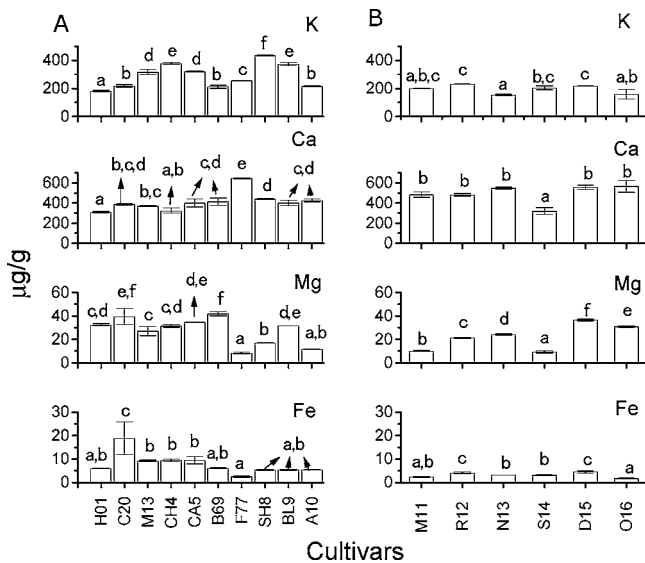 A
B
K
K
400
200
0
a
b
d
e
d
b
c
f
e
b
400
200
0
a,b,c
c
a
b,c
c
a,b
Ca
Ca
600
400
200
0
a
b,c,d
b,c
a,b
c,d
e
d
c,d
600
400
200
0
b
b
b
a
b
b
µg/g
Mg
Mg
60
40
20
0
c,d
e,f
c
c,d
d,e
f
a
b
d,e
a,b
60
40
20
0
b
c
d
a
f
e
Fe
Fe
30
20
10
0
a,b
c
b
b
b
a,b
a
a,b
30
20
10
0
a,b
c
b
b
c
a
H01
C20
M13
CH4
CA5
B69
F77
SH8
BL9
A10
M11
R12
N13
S14
D15
O16
Cultivars